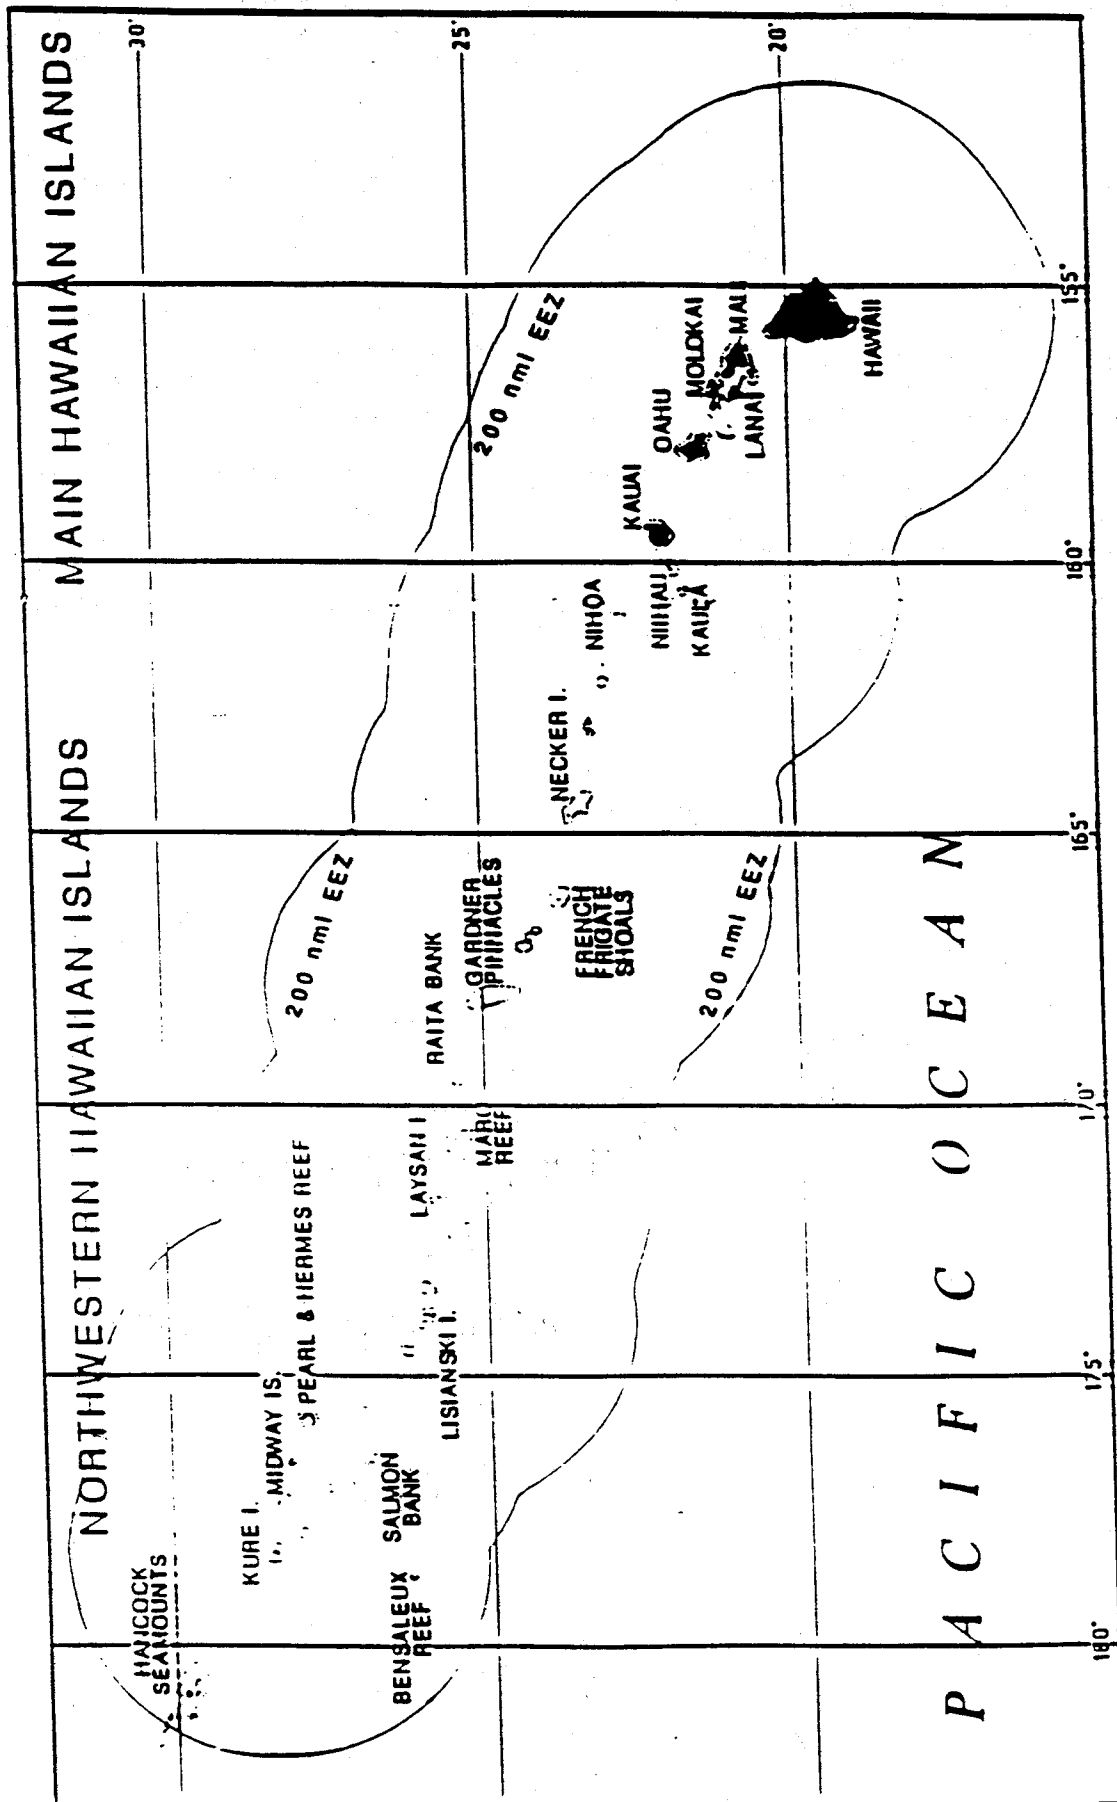 NORTHWESTERN HAWAIIAN ISLANDS
MAIN HAWAIIAN ISLANDS
30'
25'
20'
HANCOCK
SEAMOUNTS
KURE I.
MIDWAY IS.
PEARL & HERMES REEF
200 nmi EEZ
200 nmi EEZ
BENSALEUX
REEF
SALMON
BANK
LISIANSKI I.
LAYSAN I
REEF
RAITA BANK
GARDNER
PINNACLES
FRENCH
FRIGATE
SHOALS
NECKER I.
NIHOA
NIIHAU
KAULA
KAUAI
OAHU
MOLOKAI
MAUI
LANAI
HAWAII
200 nmi EEZ
PACIFIC OCEAN
180°
175°
170°
165°
160°
155°